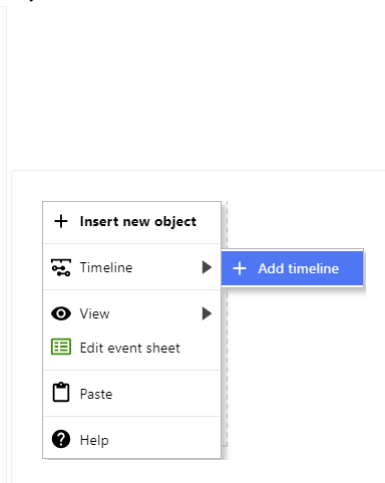 Insert new object
Timeline
Add timeline
View
Edit event sheet
Paste
Help